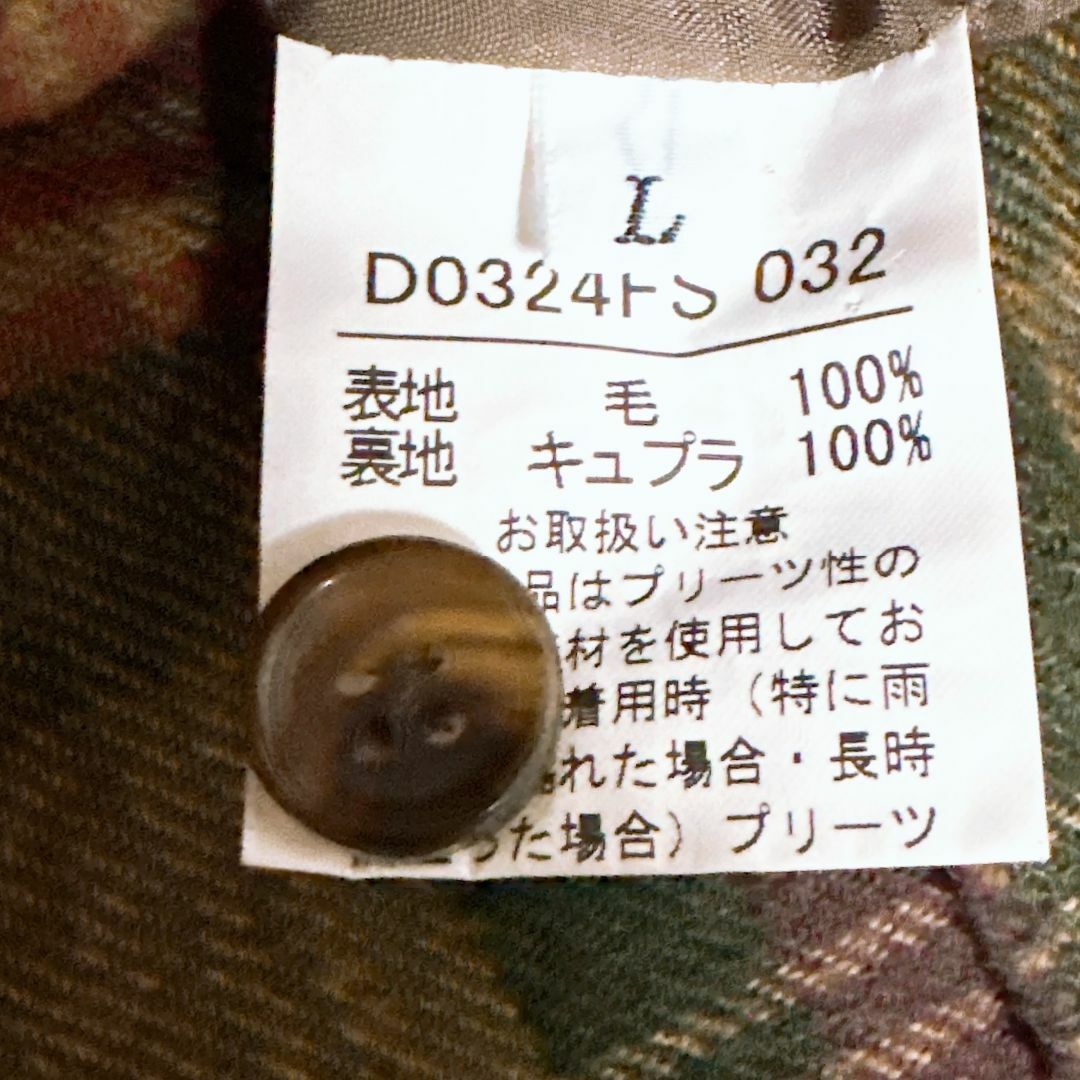 L
D0324FS 032
表地 毛 100%
裏地 キュプラ 100%
お取扱い注意
品はプリーツ性の
材を使用してお
着用時（特に雨
れた場合・長時
った場合）プリーツ